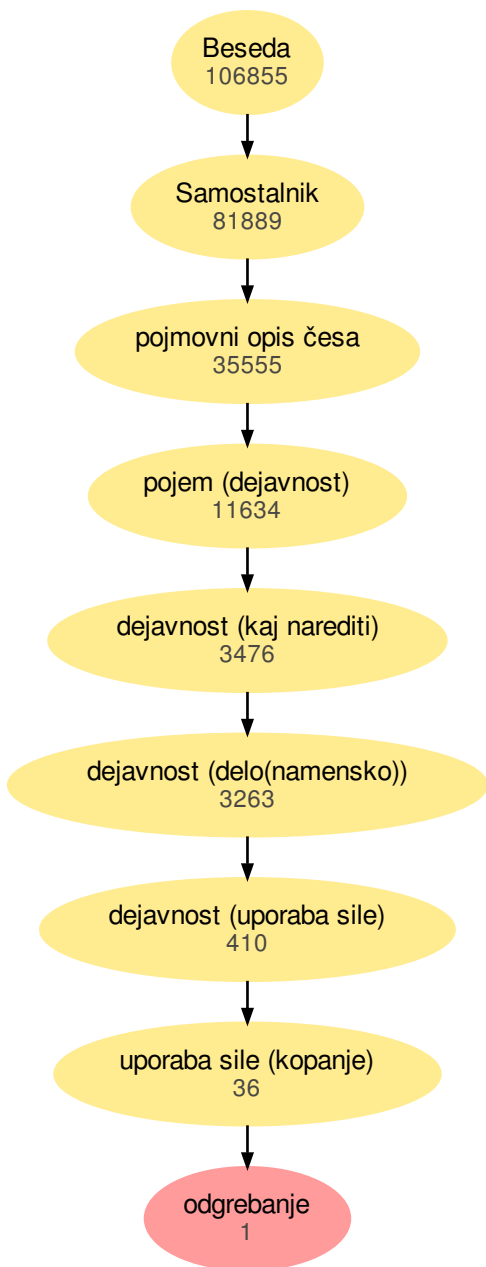 Beseda
106855
Samostalnik
81889
pojmovni opis česa
35555
pojem (dejavnost)
11634
dejavnost (kaj narediti)
3476
dejavnost (delo(namensko))
3263
dejavnost (uporaba sile)
410
uporaba sile (kopanje)
36
odgrebanje
1